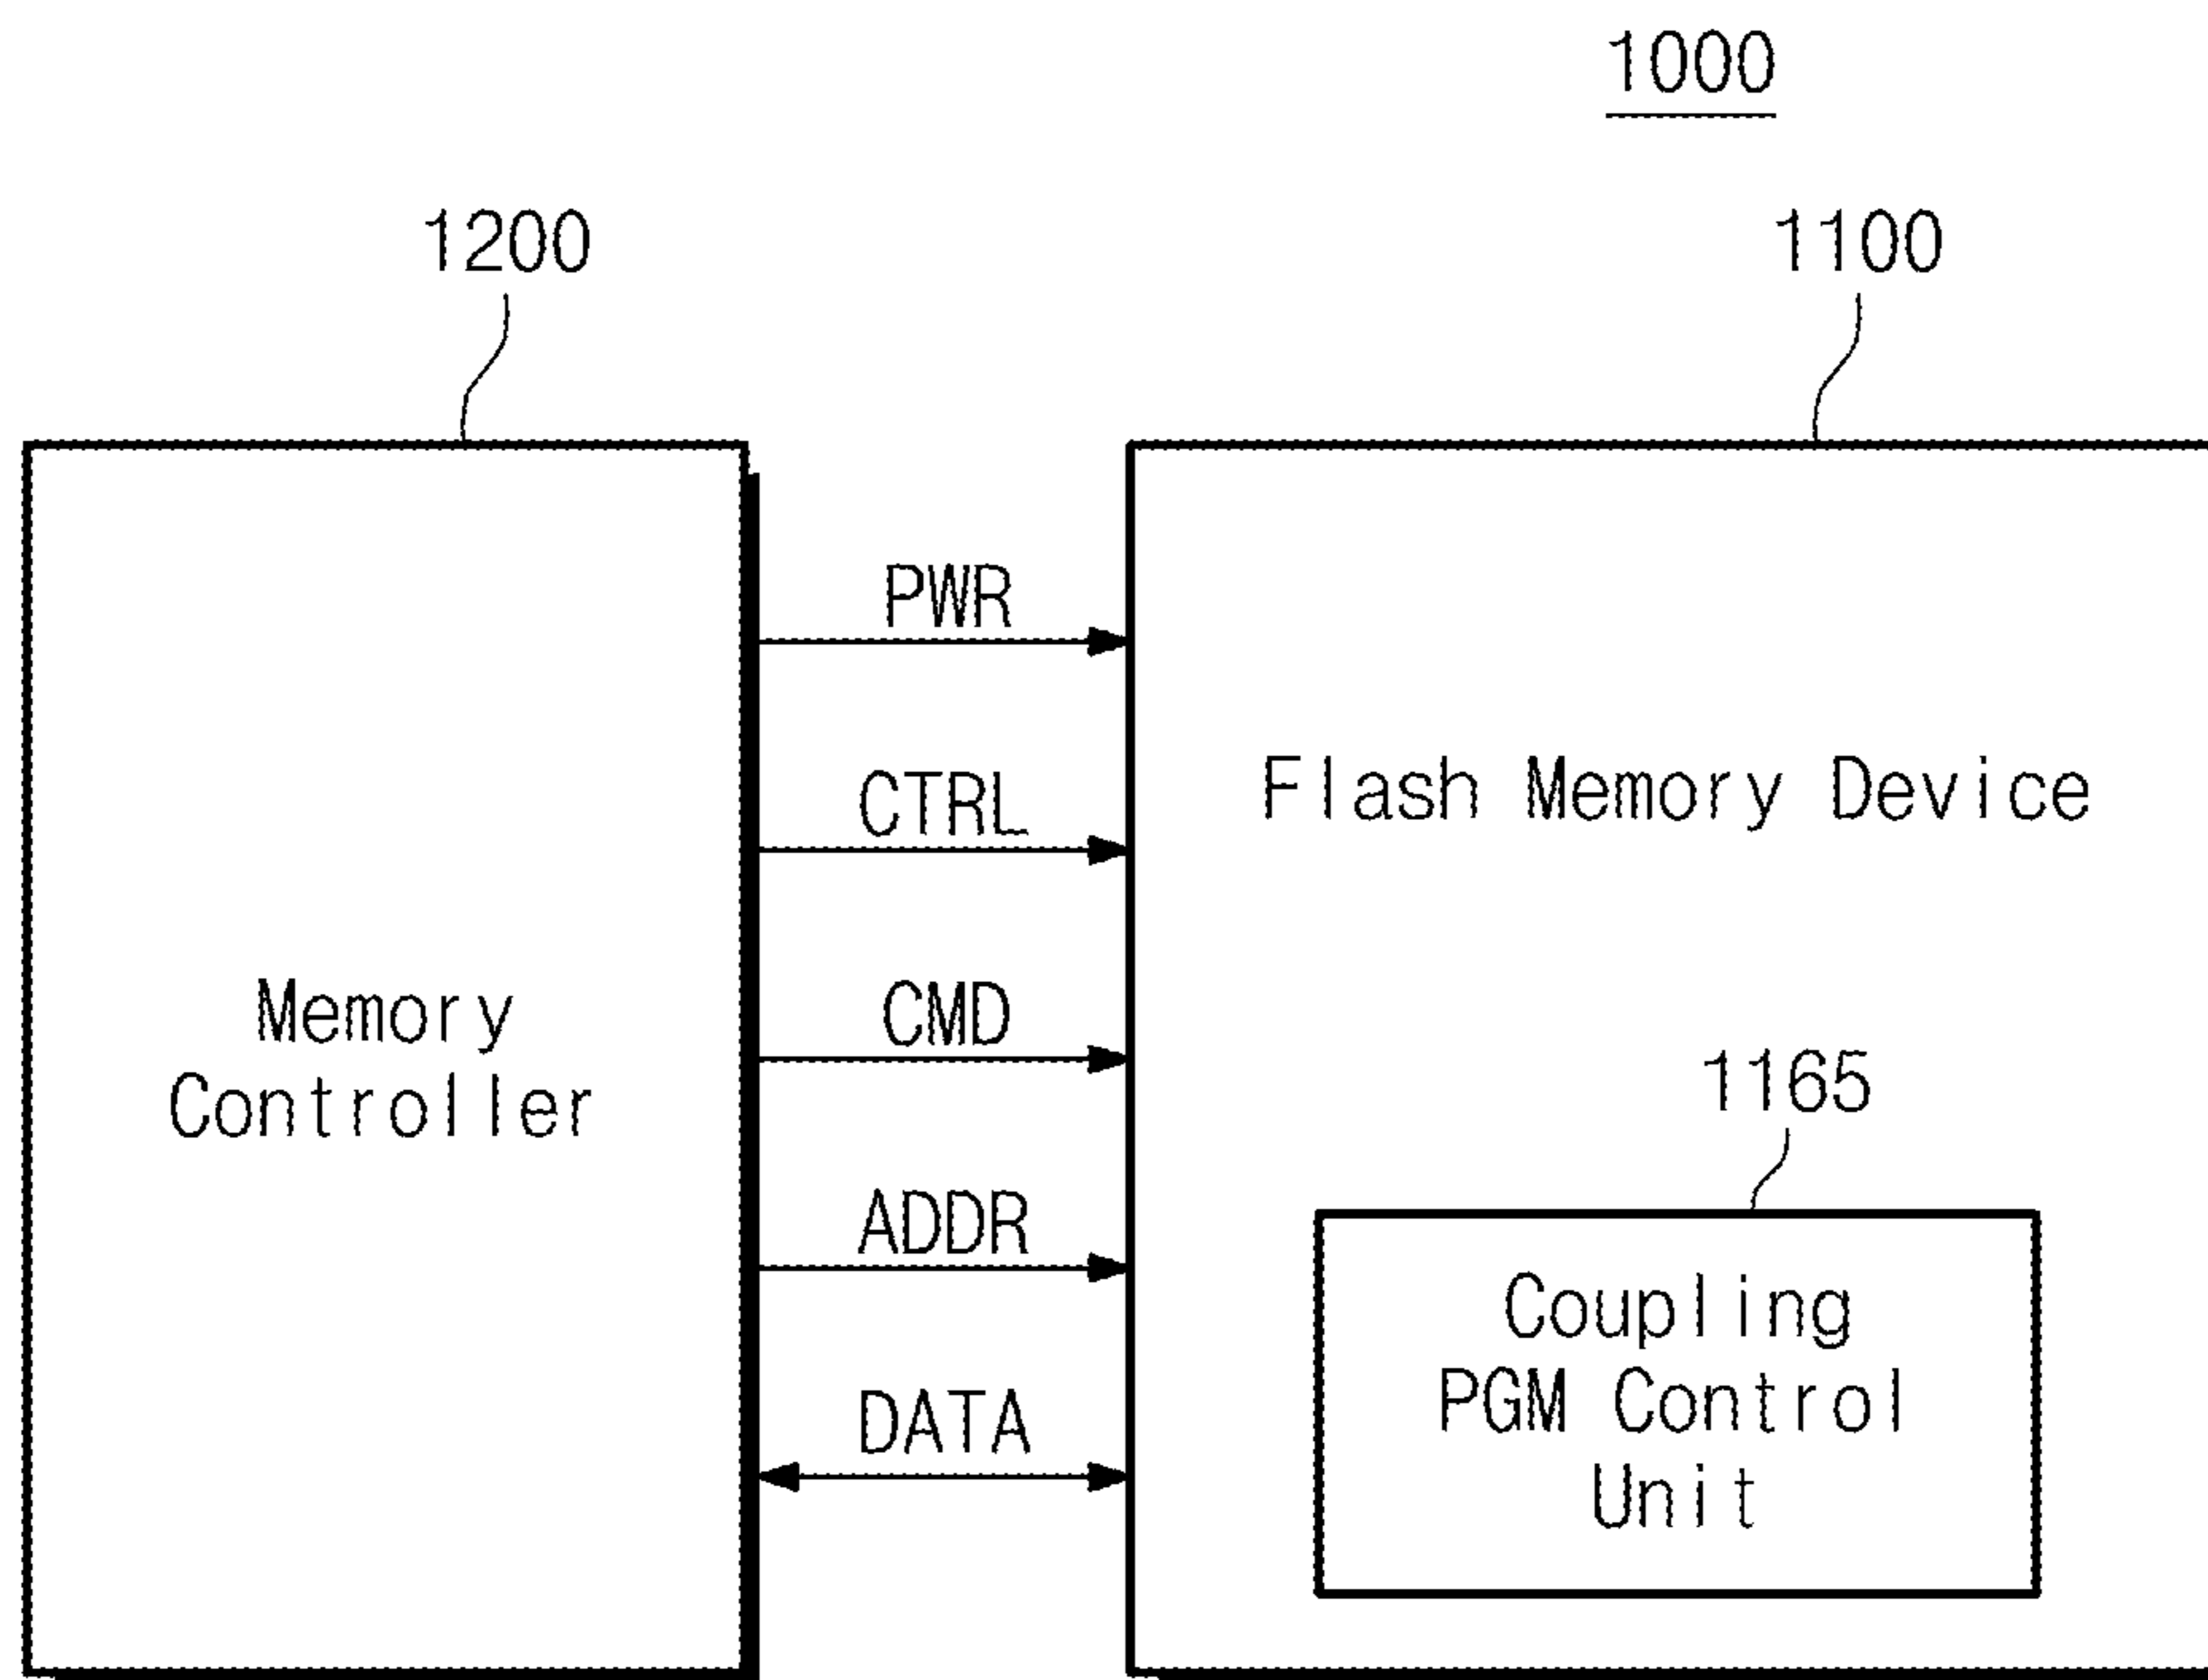 1000
1200
1100
PWR
CTRL
Flash Memory Device
Memory
Controller
CMD
1165
ADDR
Coupling
PGM Control
Unit
DATA